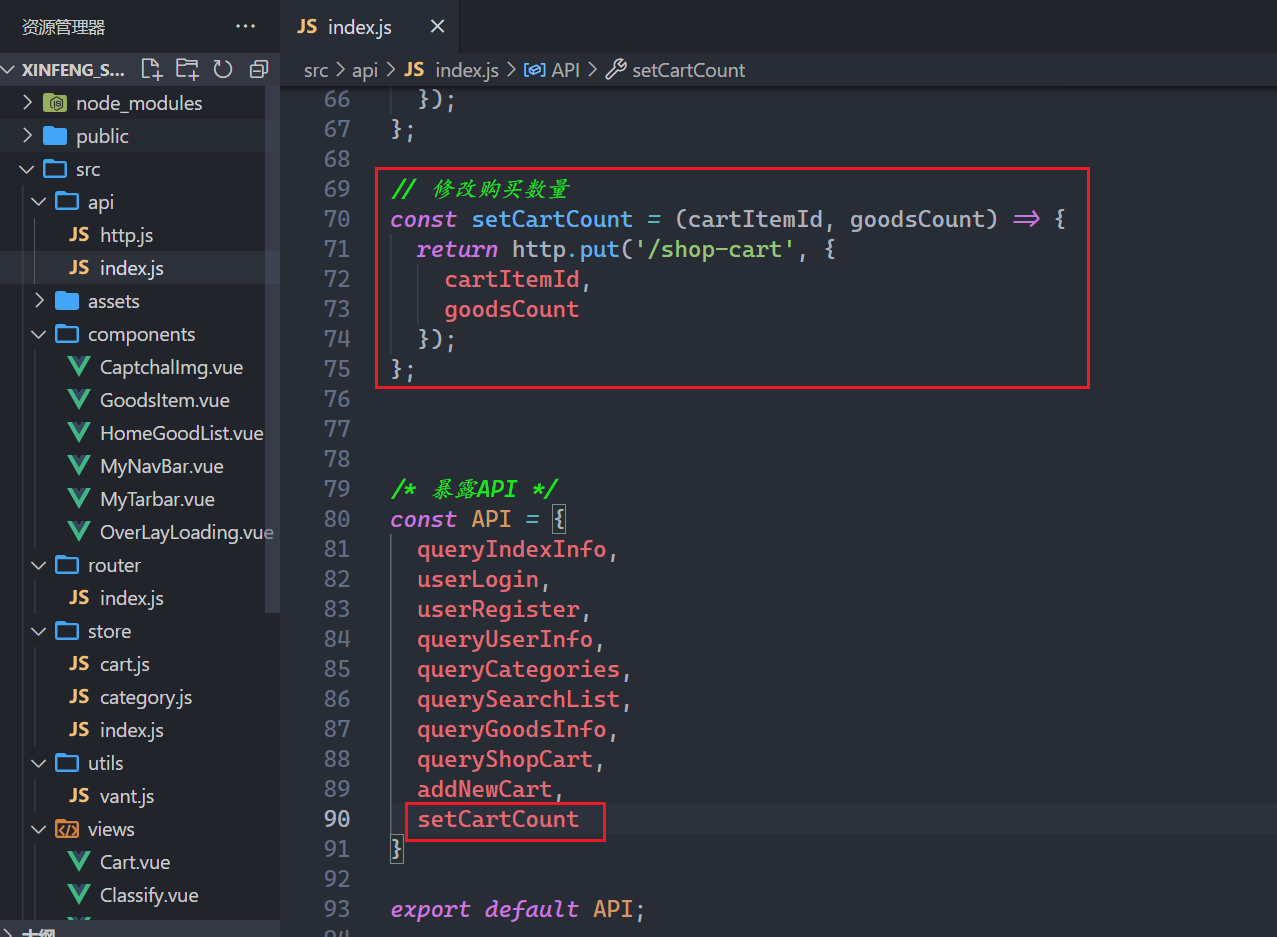 资源管理器 ···
XINFENG_S...
node_modules
public
src
api
JS http.js
JS index.js
assets
components
CaptchalImg.vue
GoodsItem.vue
HomeGoodList.vue
MyNavBar.vue
MyTarbar.vue
OverLayLoading.vue
router
JS index.js
store
JS cart.js
JS category.js
JS index.js
utils
JS vant.js
views
Cart.vue
Classify.vue
大纲
JS index.js ×
src > api > JS index.js > API > setCartCount
66 });
67 };
68
69 // 修改购买数量
70 const setCartCount = (cartItemId, goodsCount) => {
71 return http.put('/shop-cart', {
72 cartItemId,
73 goodsCount
74 });
75 };
76
77
78
79 /* 暴露API */
80 const API = {
81 queryIndexInfo,
82 userLogin,
83 userRegister,
84 queryUserInfo,
85 queryCategories,
86 querySearchList,
87 queryGoodsInfo,
88 queryShopCart,
89 addNewCart,
90 setCartCount
91 }
92
93 export default API;
94